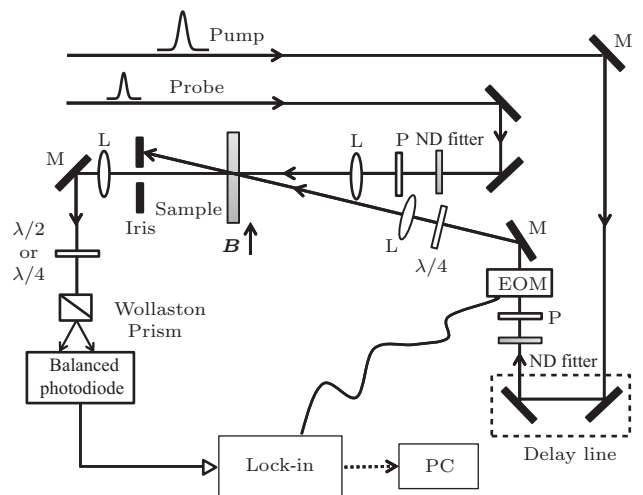 Pump
M
Probe
L
P
ND fitter
M
L
Iris
Sample
B
L
λ/4
M
λ/2
or
λ/4
EOM
P
Wollaston
Prism
ND fitter
Balanced
photodiode
Delay line
Lock-in
PC